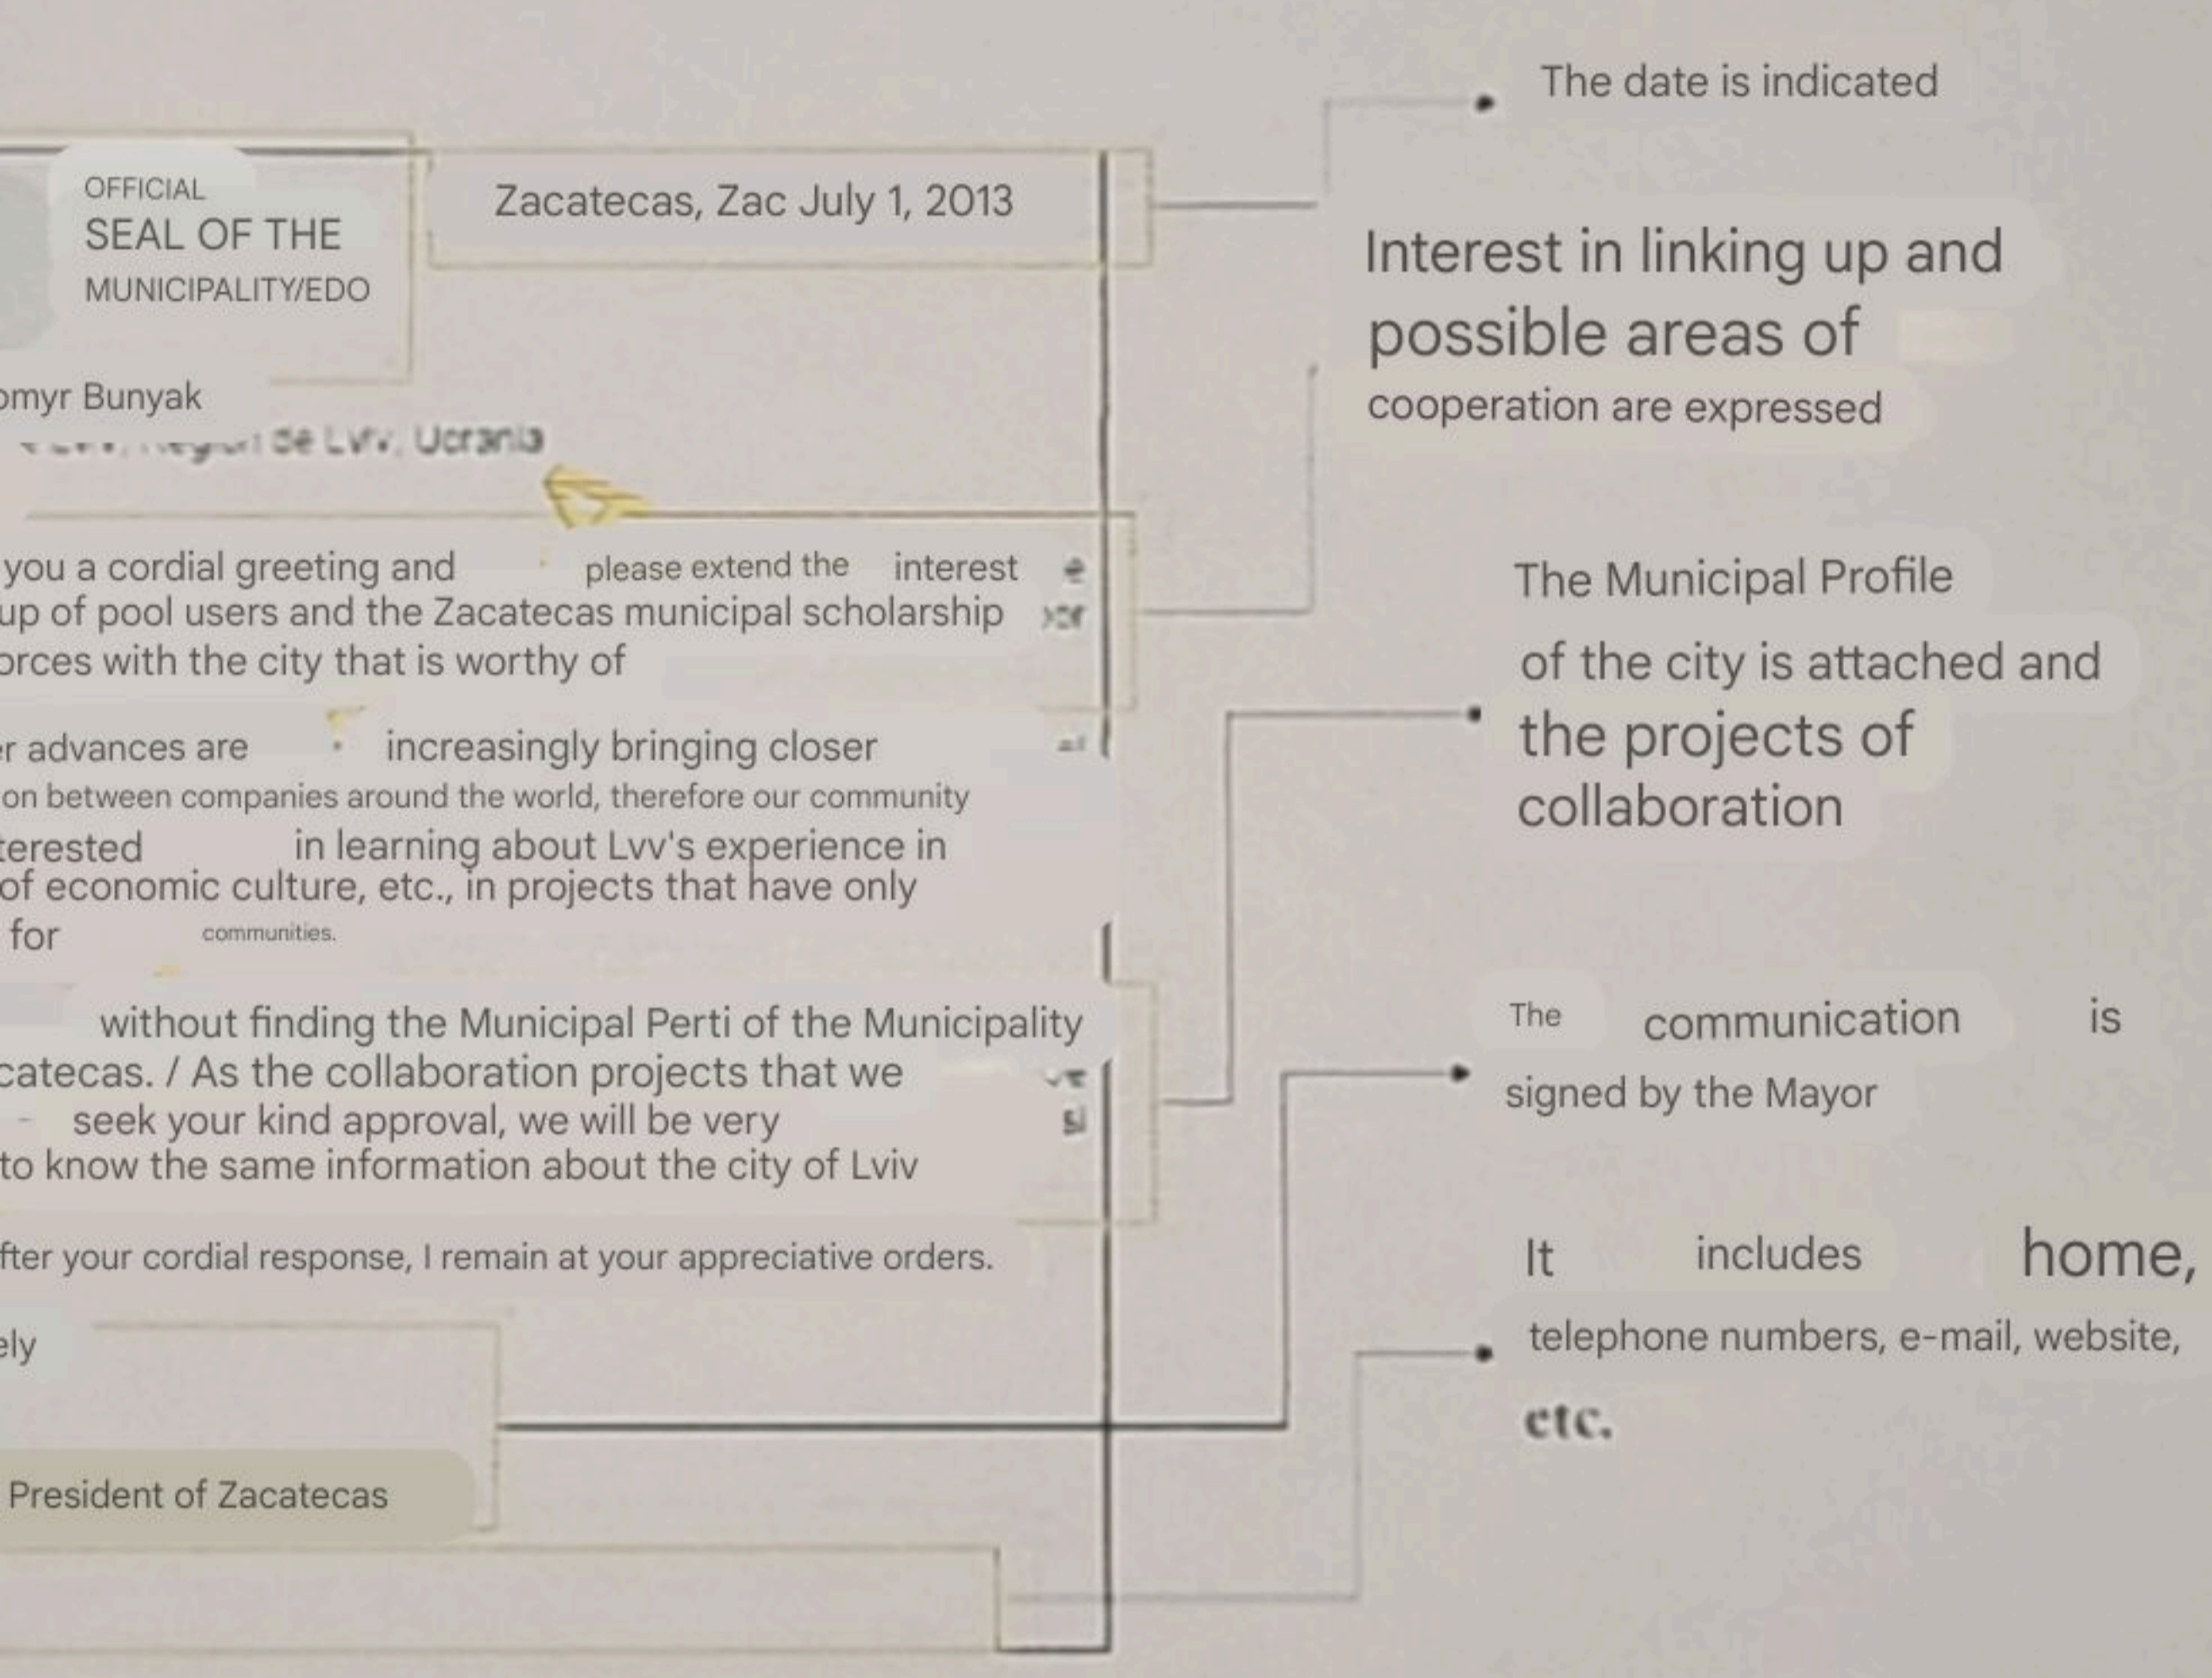 The date is indicated
OFFICIAL
SEAL OF THE
MUNICIPALITY/EDO
Zacatecas, Zac July 1, 2013
Interest in linking up and
possible areas of
cooperation are expressed
Bunyak
de Lviv, Ucrania
you a cordial greeting and please extend the interest
up of pool users and the Zacatecas municipal scholarship
with the city that is worthy of
The Municipal Profile
of the city is attached and
the projects of
collaboration
advances are increasingly bringing closer
on between companies around the world, therefore our community
in learning about Lvv's experience in
of economic culture, etc., in projects that have only
for communities.
without finding the Municipal Perti of the Municipality
/ As the collaboration projects that we
seek your kind approval, we will be very
to know the same information about the city of Lviv
The communication is
signed by the Mayor
your cordial response, I remain at your appreciative orders.
It includes home,
telephone numbers, e-mail, website,
etc.
President of Zacatecas